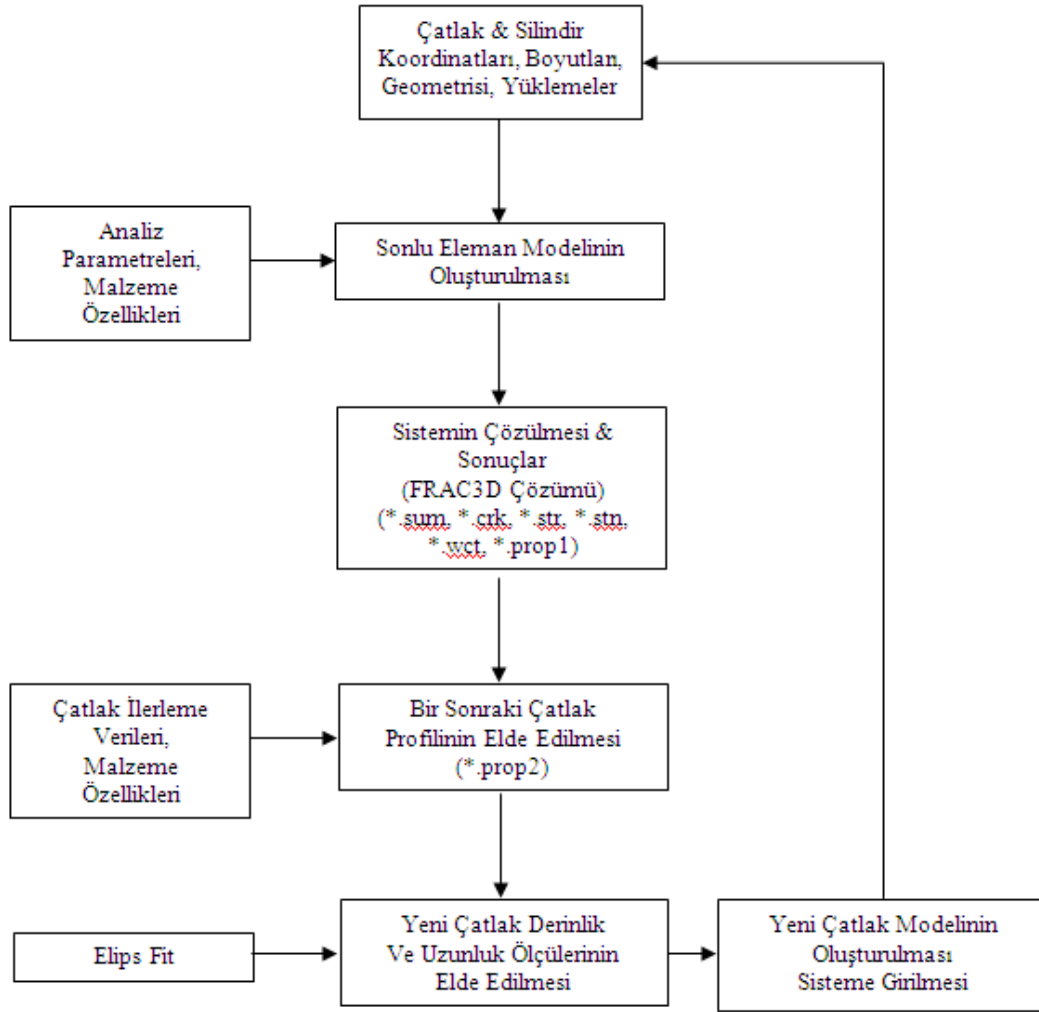 Çatlak & Silindir
Koordinatları, Boyutları,
Geometrisi, Yüklemeler
Analiz
Parametreleri,
Malzeme
Özellikleri
Sonlu Eleman Modelinin
Oluşturulması
Sistemin Çözülmesi &
Sonuçlar
(FRAC3D Çözümü)
(*.sum, *.crk, *.str, *.stn,
*.wct, *.prop1)
Çatlak İlerleme
Verileri,
Malzeme
Özellikleri
Bir Sonraki Çatlak
Profilinin Elde Edilmesi
(*.prop2)
Elips Fit
Yeni Çatlak Derinlik
Ve Uzunluk Ölçülerinin
Elde Edilmesi
Yeni Çatlak Modelinin
Oluşturulması
Sisteme Girilmesi